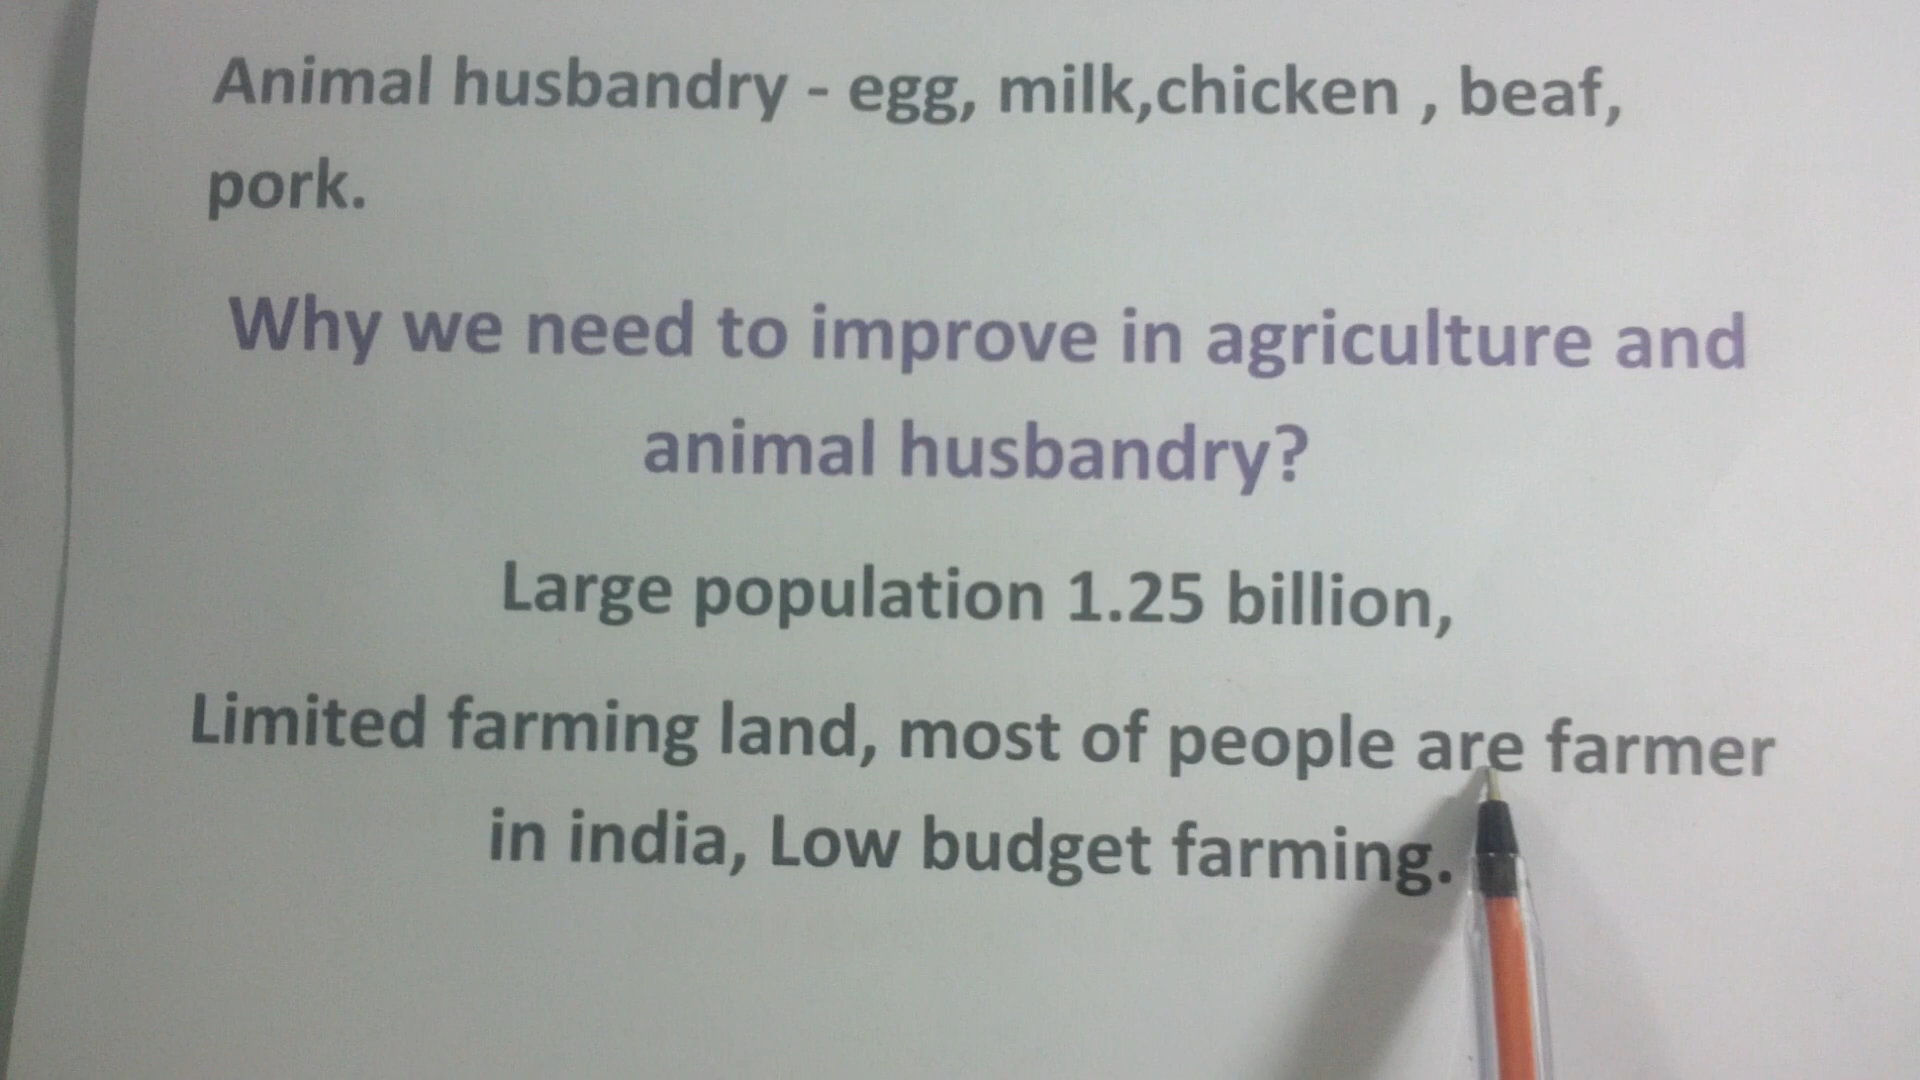 Animal husbandry - egg, milk,chicken , beaf,
pork.
Why we need to improve in agriculture and
animal husbandry?
Large population 1.25 billion,
Limited farming land, most of people are farmer
in india, Low budget farming.